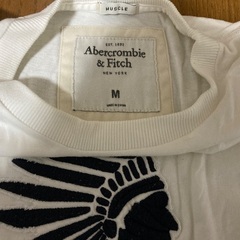 MUSCLE
EST. 1892
Abercrombie
& Fitch
NEW YORK
M